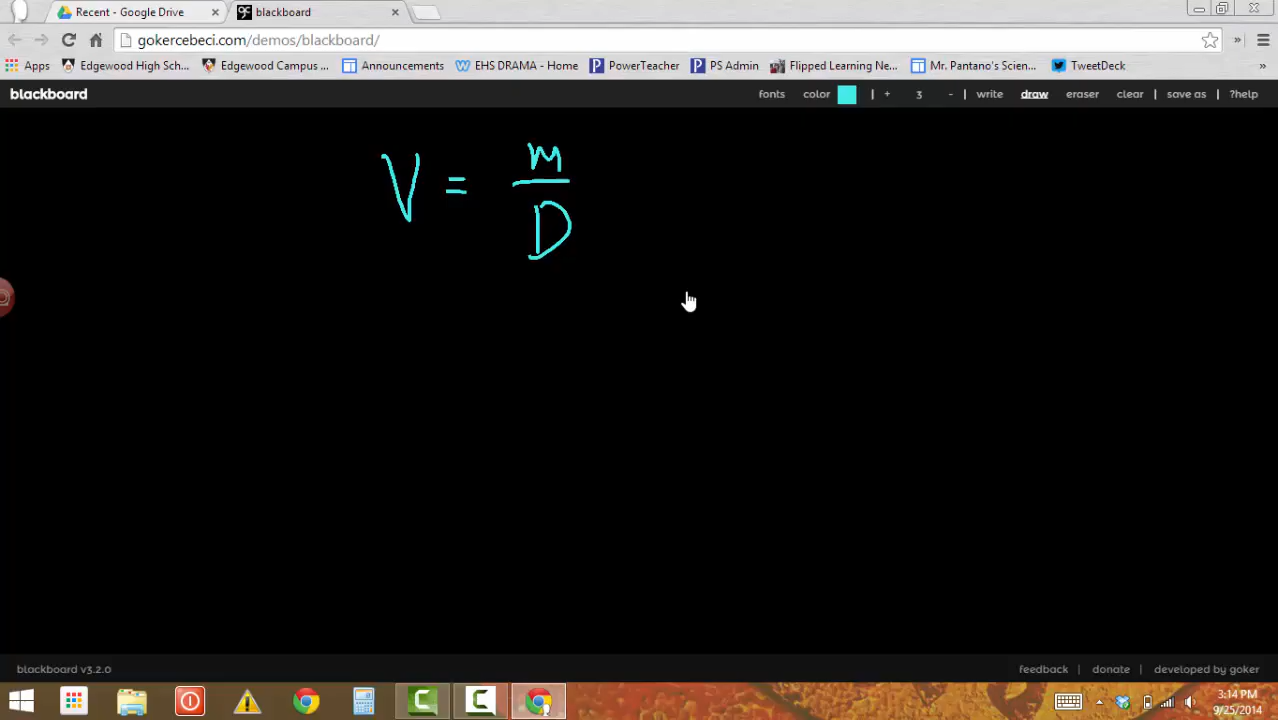 Recent - Google Drive × blackboard ×
gokercebeci.com/demos/blackboard/ »
Apps Edgewood High Sch... Edgewood Campus ... Announcements EHS DRAMA - Home PowerTeacher PS Admin Flipped Learning Ne... Mr. Pantano's Scien... TweetDeck »
blackboard fonts color | + 3 - | write draw eraser clear | save as | ?help
V = m
D
blackboard v3.2.0 feedback | donate | developed by goker
3:14 PM
9/25/2014